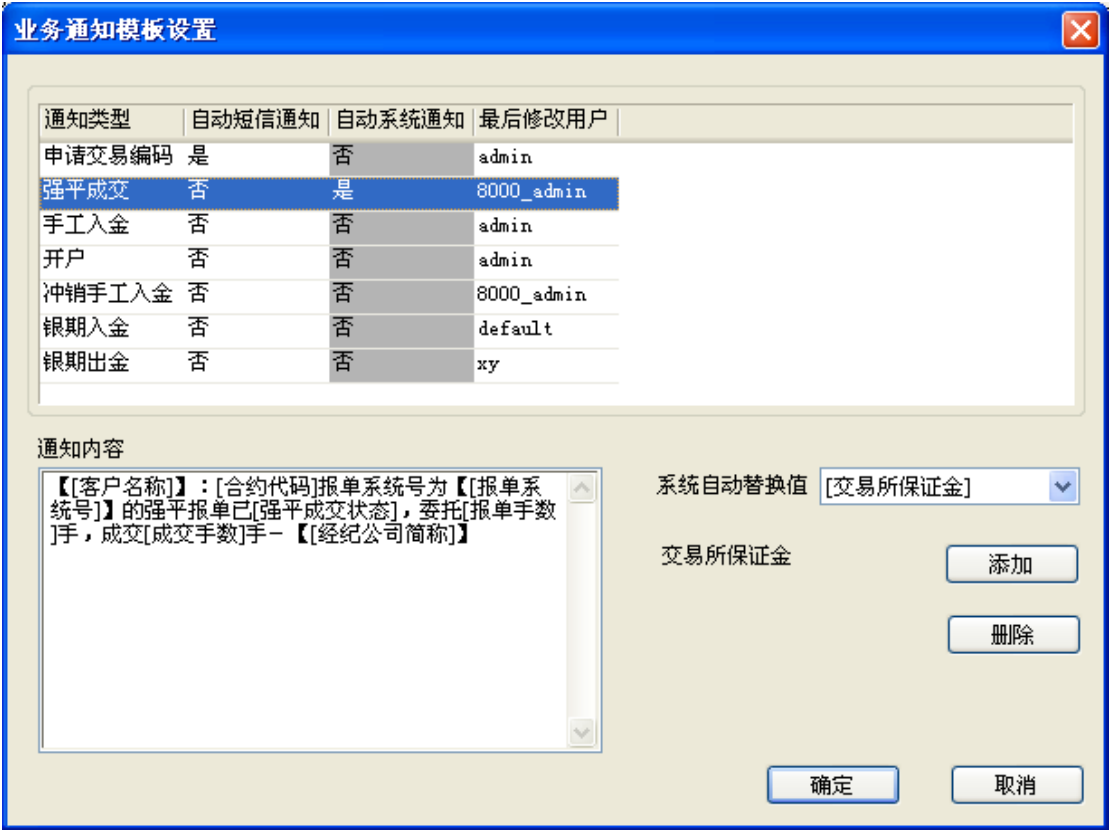 业务通知模板设置
通知类型 自动短信通知 自动系统通知 最后修改用户
申请交易编码 是 否 admin
强平成交 否 是 8000_admin
手工入金 否 否 admin
开户 否 否 admin
冲销手工入金 否 否 8000_admin
银期入金 否 否 default
银期出金 否 否 xy
通知内容
【[客户名称]】:[合约代码]报单系统号为【[报单系
统号]】的强平报单已[强平成交状态],委托[报单手数
]手,成交[成交手数]手-【[经纪公司简称]】
系统自动替换值 [交易所保证金]
交易所保证金 添加
删除
确定 取消